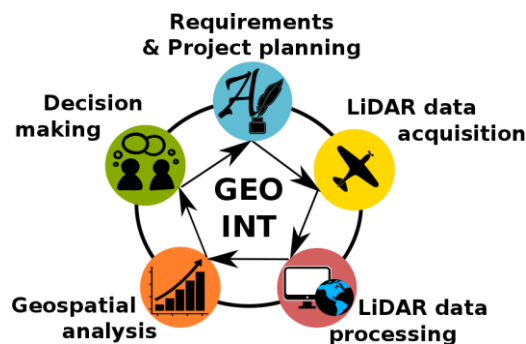 Requirements
& Project planning
LiDAR data
acquisition
LiDAR data
processing
Geospatial
analysis
Decision
making
A
GEO
INT